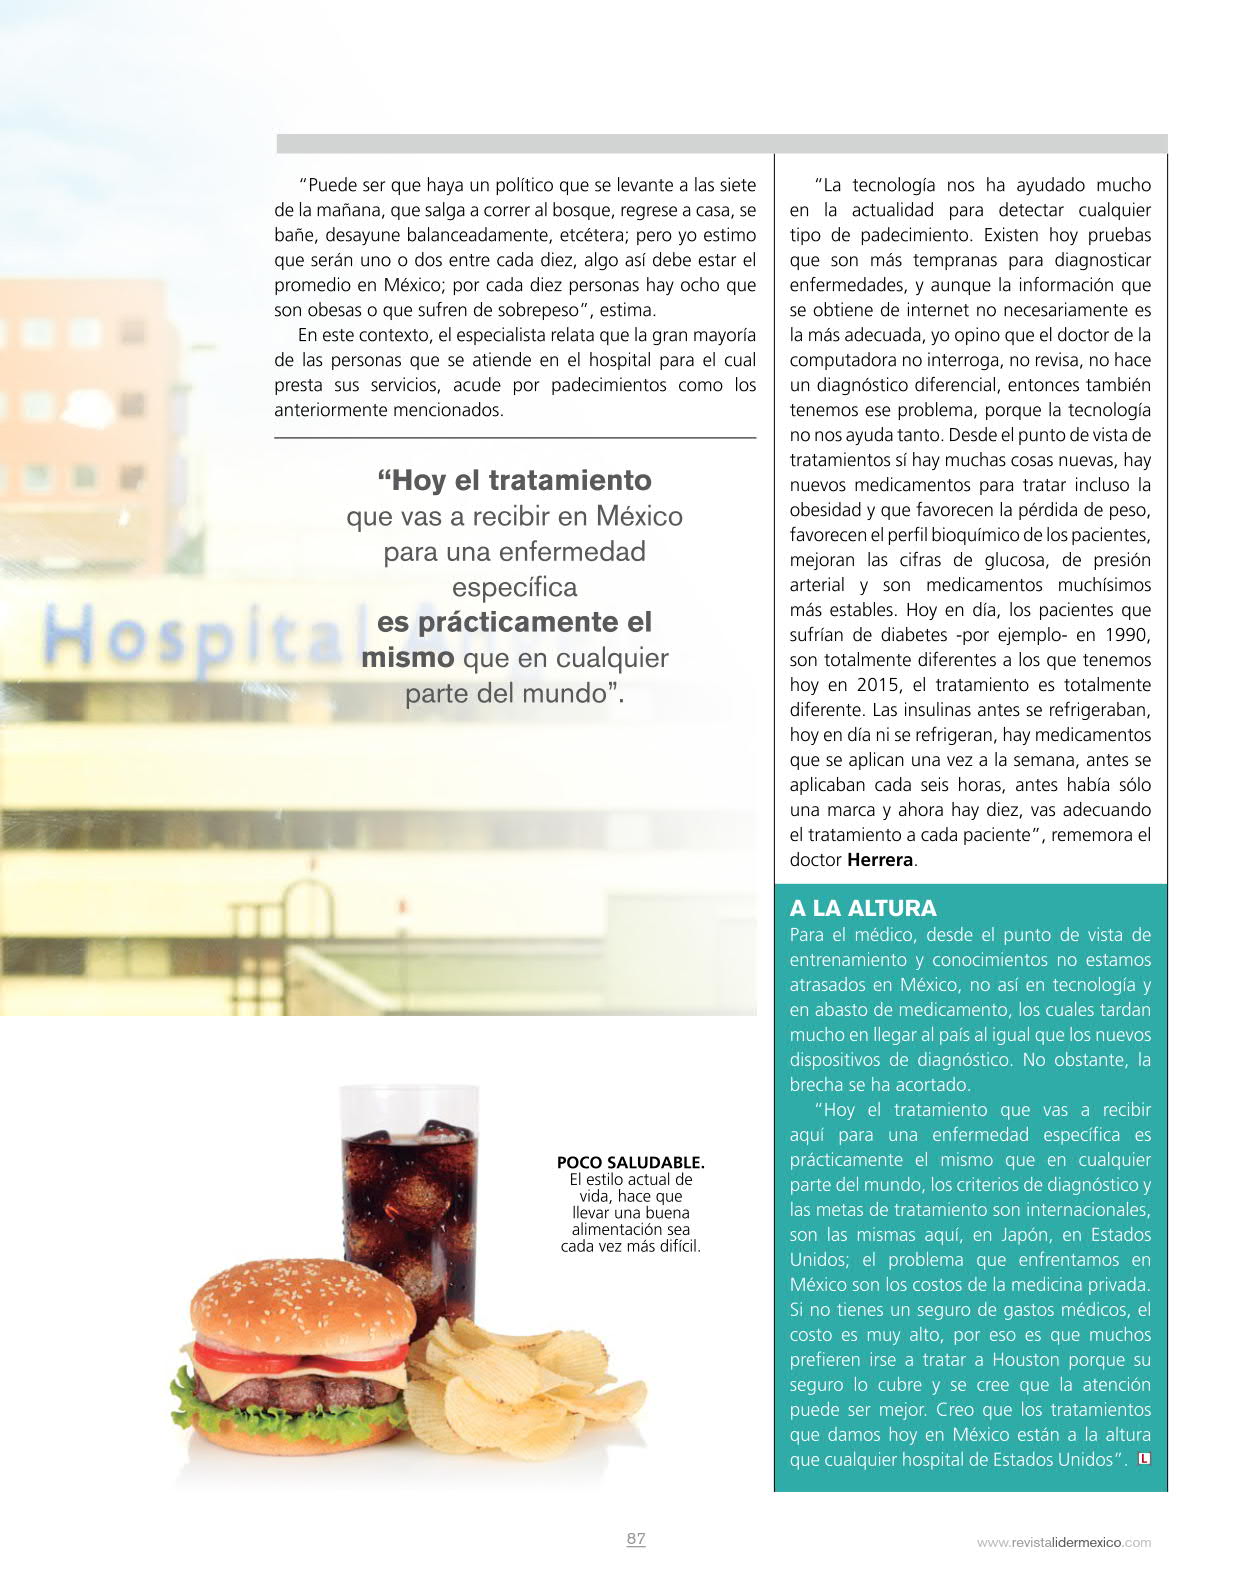 “Puede ser que haya un político que se levante a las siete
de la mañana, que salga a correr al bosque, regrese a casa, se
bañe, desayune balanceadamente, etcétera; pero yo estimo
que serán uno o dos entre cada diez, algo así debe estar el
promedio en México; por cada diez personas hay ocho que
son obesas o que sufren de sobrepeso”, estima.
En este contexto, el especialista relata que la gran mayoría
de las personas que se atiende en el hospital para el cual
presta sus servicios, acude por padecimientos como los
anteriormente mencionados.
“Hoy el tratamiento
que vas a recibir en México
para una enfermedad
específica
es prácticamente el
mismo que en cualquier
parte del mundo”.
Hospital
POCO SALUDABLE.
El estilo actual de
vida, hace que
llevar una buena
alimentación sea
cada vez más difícil.
“La tecnología nos ha ayudado mucho
en la actualidad para detectar cualquier
tipo de padecimiento. Existen hoy pruebas
que son más tempranas para diagnosticar
enfermedades, y aunque la información que
se obtiene de internet no necesariamente es
la más adecuada, yo opino que el doctor de la
computadora no interroga, no revisa, no hace
un diagnóstico diferencial, entonces también
tenemos ese problema, porque la tecnología
no nos ayuda tanto. Desde el punto de vista de
tratamientos sí hay muchas cosas nuevas, hay
nuevos medicamentos para tratar incluso la
obesidad y que favorecen la pérdida de peso,
favorecen el perfil bioquímico de los pacientes,
mejoran las cifras de glucosa, de presión
arterial y son medicamentos muchísimos
más estables. Hoy en día, los pacientes que
sufrían de diabetes -por ejemplo- en 1990,
son totalmente diferentes a los que tenemos
hoy en 2015, el tratamiento es totalmente
diferente. Las insulinas antes se refrigeraban,
hoy en día ni se refrigeran, hay medicamentos
que se aplican una vez a la semana, antes se
aplicaban cada seis horas, antes había sólo
una marca y ahora hay diez, vas adecuando
el tratamiento a cada paciente”, rememora el
doctor Herrera.
A LA ALTURA
Para el médico, desde el punto de vista de
entrenamiento y conocimientos no estamos
atrasados en México, no así en tecnología y
en abasto de medicamento, los cuales tardan
mucho en llegar al país al igual que los nuevos
dispositivos de diagnóstico. No obstante, la
brecha se ha acortado.
“Hoy el tratamiento que vas a recibir
aquí para una enfermedad específica es
prácticamente el mismo que en cualquier
parte del mundo, los criterios de diagnóstico y
las metas de tratamiento son internacionales,
son las mismas aquí, en Japón, en Estados
Unidos; el problema que enfrentamos en
México son los costos de la medicina privada.
Si no tienes un seguro de gastos médicos, el
costo es muy alto, por eso es que muchos
prefieren irse a tratar a Houston porque su
seguro lo cubre y se cree que la atención
puede ser mejor. Creo que los tratamientos
que damos hoy en México están a la altura
que cualquier hospital de Estados Unidos”. L
87
www.revistalidermexico.com